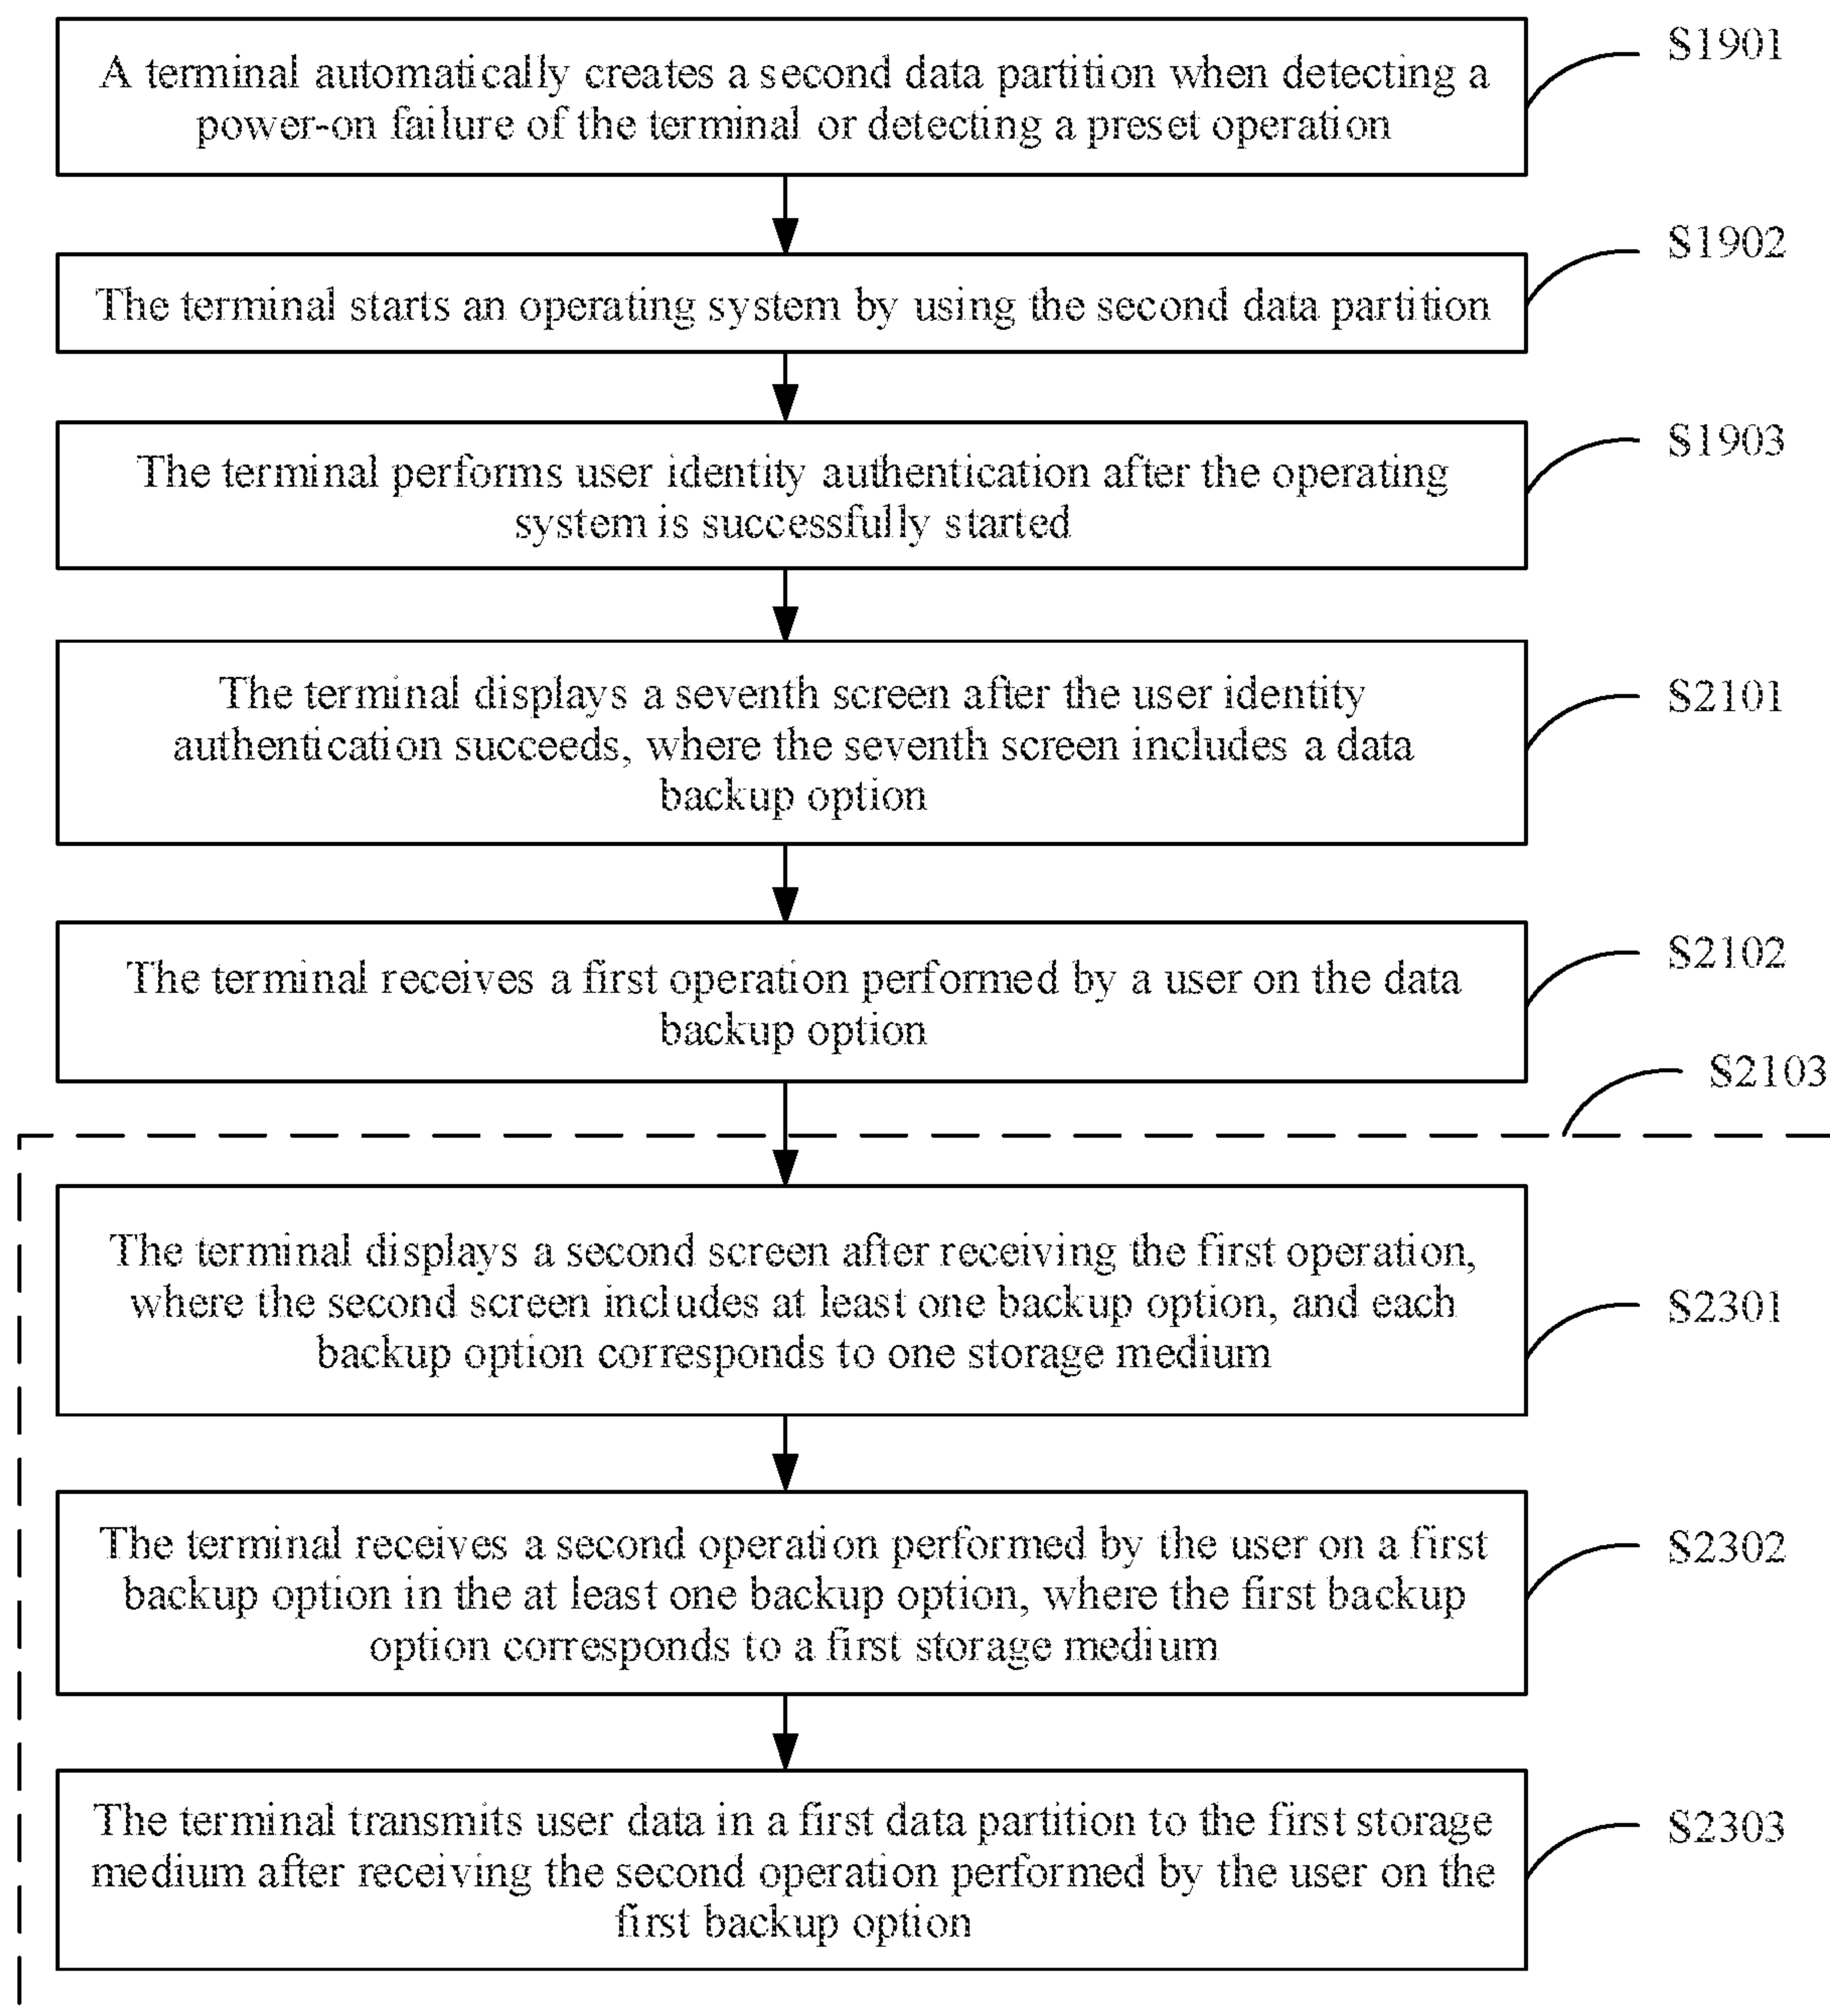 A terminal automatically creates a second data partition when detecting a
power-on failure of the terminal or detecting a preset operation
S1901
The terminal starts an operating system by using the second data partition
S1902
The terminal performs user identity authentication after the operating
system is successfully started
S1903
The terminal displays a seventh screen after the user identity
authentication succeeds, where the seventh screen includes a data
backup option
S2101
The terminal receives a first operation performed by a user on the data
backup option
S2102
S2103
The terminal displays a second screen after receiving the first operation,
where the second screen includes at least one backup option, and each
backup option corresponds to one storage medium
S2301
The terminal receives a second operation performed by the user on a first
backup option in the at least one backup option, where the first backup
option corresponds to a first storage medium
S2302
The terminal transmits user data in a first data partition to the first storage
medium after receiving the second operation performed by the user on the
first backup option
S2303